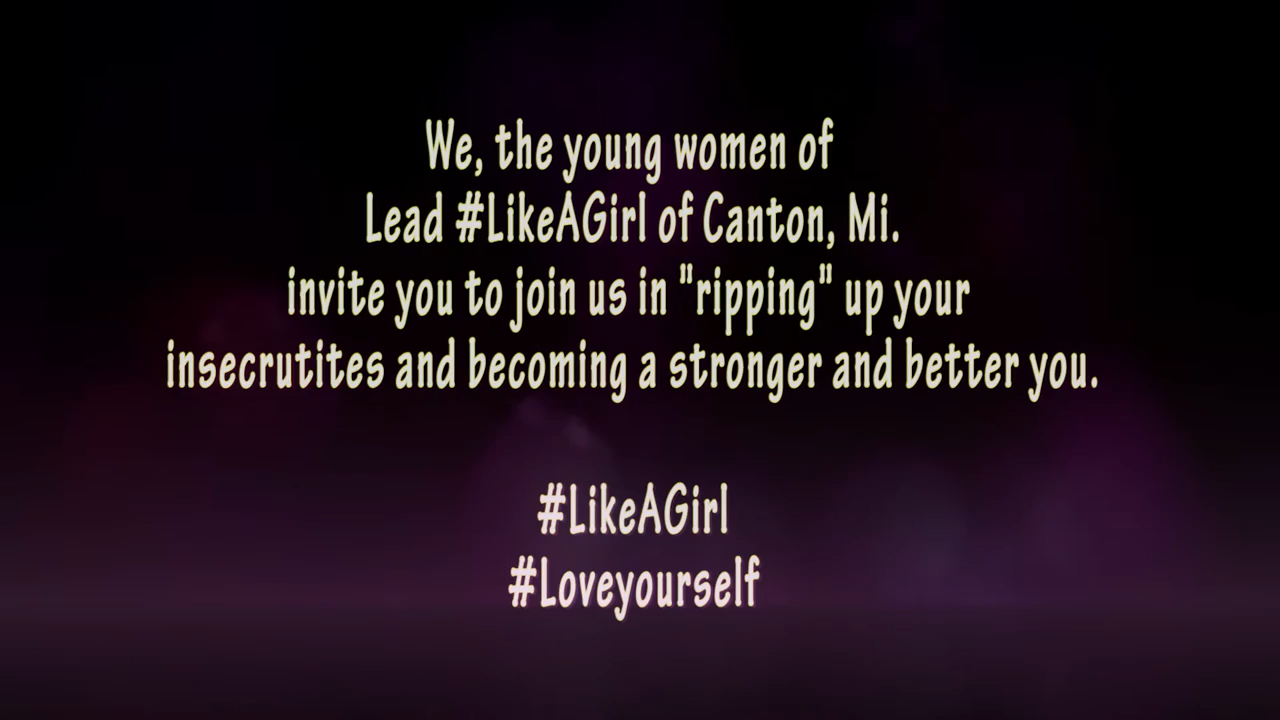 We, the young women of
Lead #LikeAGirl of Canton, Mi.
invite you to join us in "ripping" up your
insecrutites and becoming a stronger and better you.
#LikeAGirl
#Loveyourself